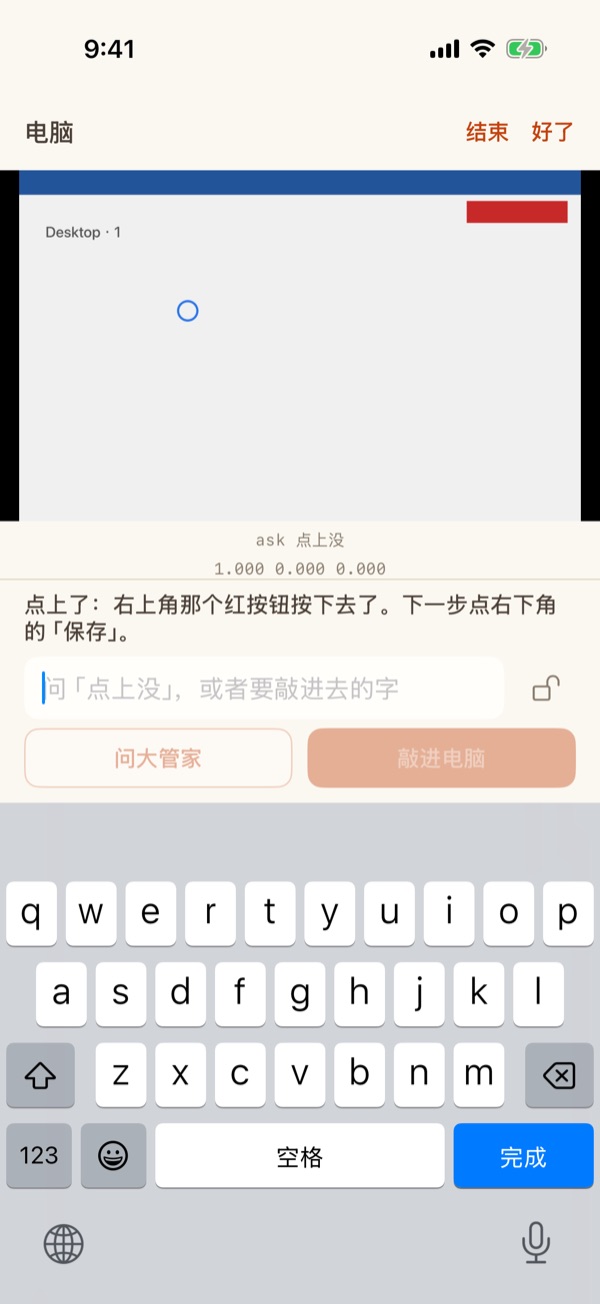 9:41
电脑
结束 好了
Desktop · 1
ask 点上没
1.000 0.000 0.000
点上了：右上角那个红按钮按下去了。下一步点右下角
的「保存」。
问「点上没」，或者要敲进去的字
问大管家 敲进电脑
q w e r t y u i o p
a s d f g h j k l
z x c v b n m
123 空格 完成